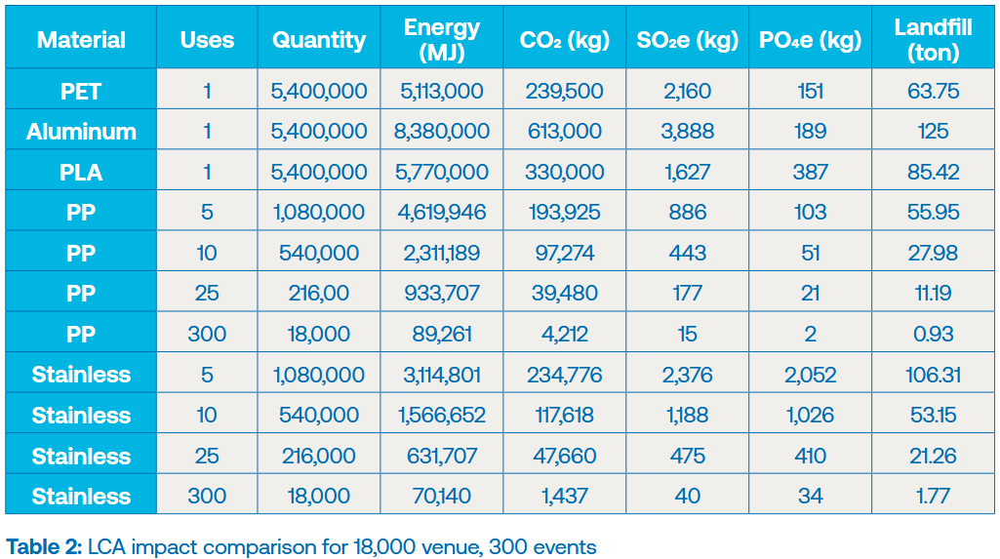 Material Uses Quantity Energy (MJ) CO₂ (kg) SO₂e (kg) PO₄e (kg) Landfill (ton)
PET 1 5,400,000 5,113,000 239,500 2,160 151 63.75
Aluminum 1 5,400,000 8,380,000 613,000 3,888 189 125
PLA 1 5,400,000 5,770,000 330,000 1,627 387 85.42
PP 5 1,080,000 4,619,946 193,925 886 103 55.95
PP 10 540,000 2,311,189 97,274 443 51 27.98
PP 25 216,00 933,707 39,480 177 21 11.19
PP 300 18,000 89,261 4,212 15 2 0.93
Stainless 5 1,080,000 3,114,801 234,776 2,376 2,052 106.31
Stainless 10 540,000 1,566,652 117,618 1,188 1,026 53.15
Stainless 25 216,000 631,707 47,660 475 410 21.26
Stainless 300 18,000 70,140 1,437 40 34 1.77
Table 2: LCA impact comparison for 18,000 venue, 300 events